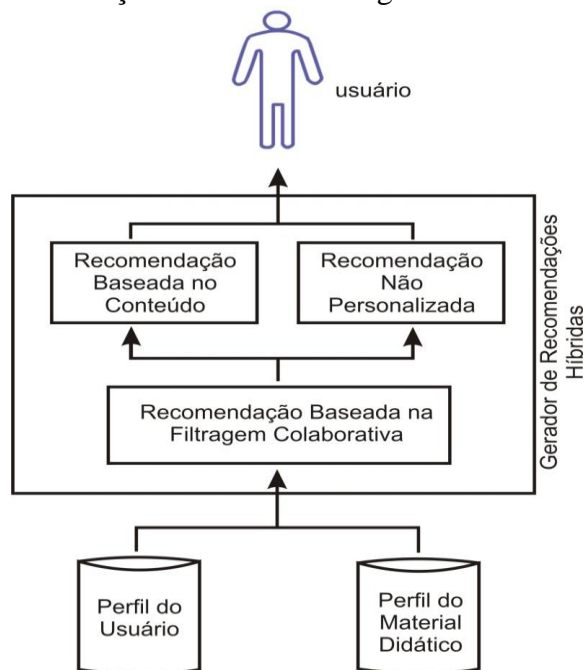 usuário
Recomendação
Baseada no
Conteúdo
Recomendação
Não
Personalizada
Recomendação Baseada na
Filtragem Colaborativa
Gerador de Recomendações
Híbridas
Perfil do
Usuário
Perfil do
Material
Didático